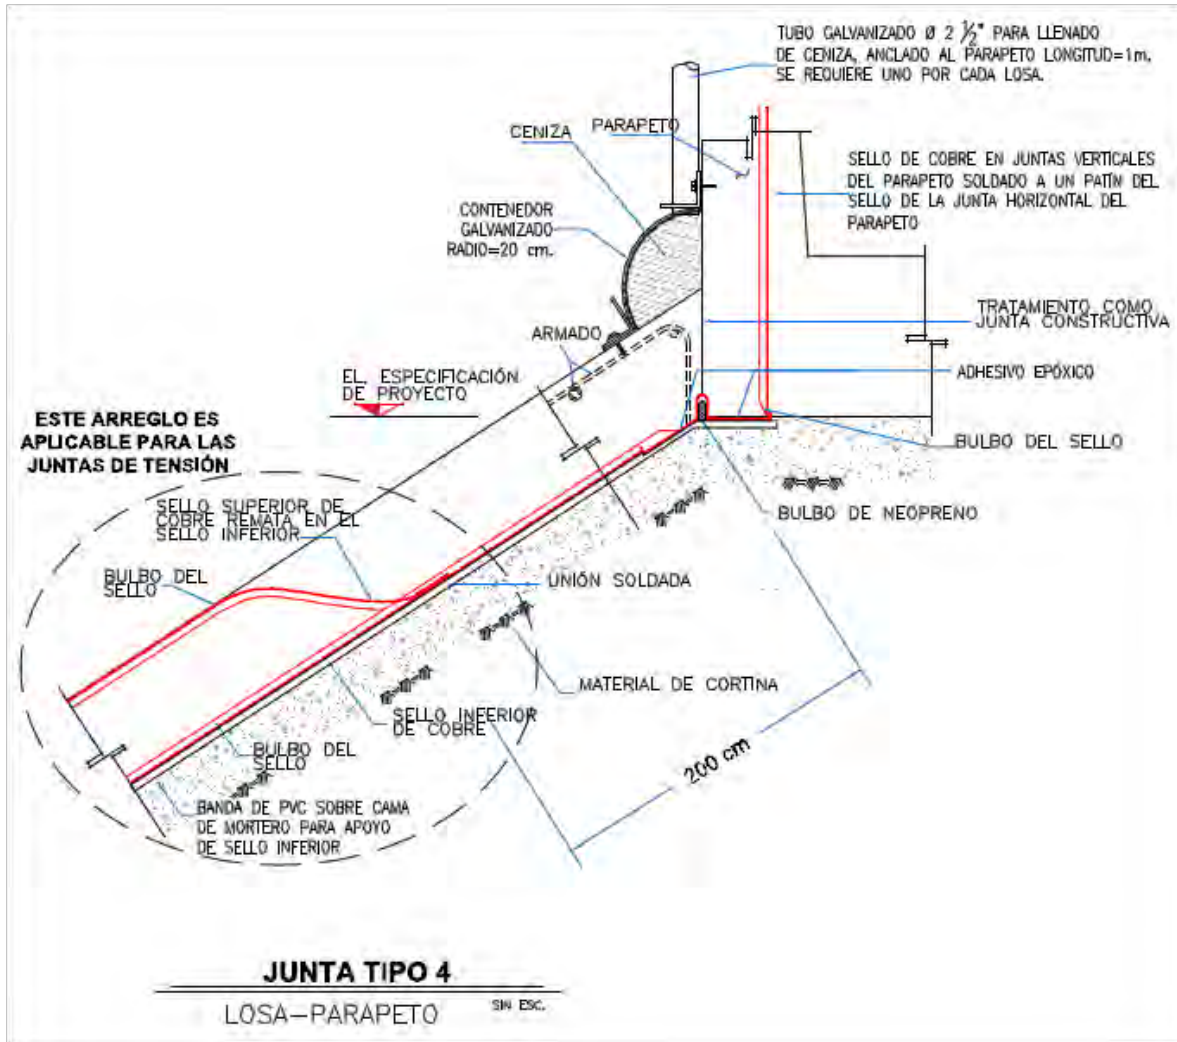 TUBO GALVANIZADO Ø 2 1/2" PARA LLENADO
DE CENIZA, ANCLADO AL PARAPETO LONGITUD=1m.
SE REQUIERE UNO POR CADA LOSA.
CENIZA
PARAPETO
SELLO DE COBRE EN JUNTAS VERTICALES
DEL PARAPETO SOLDADO A UN PATÍN DEL
SELLO DE LA JUNTA HORIZONTAL DEL
PARAPETO
CONTENEDOR
GALVANIZADO
RADIO=20 cm.
TRATAMIENTO COMO
JUNTA CONSTRUCTIVA
ARMADO
ADHESIVO EPÓXICO
EL. ESPECIFICACIÓN
DE PROYECTO
ESTE ARREGLO ES
APLICABLE PARA LAS
JUNTAS DE TENSIÓN
BULBO DEL SELLO
SELLO SUPERIOR DE
COBRE REMATA EN EL
SELLO INFERIOR
BULBO DE NEOPRENO
BULBO DEL
SELLO
UNIÓN SOLDADA
MATERIAL DE CORTINA
SELLO INFERIOR
DE COBRE
BULBO DEL
SELLO
200 cm
BANDA DE PVC SOBRE CAMA
DE MORTERO PARA APOYO
DE SELLO INFERIOR
JUNTA TIPO 4
LOSA-PARAPETO
SIN ESC.